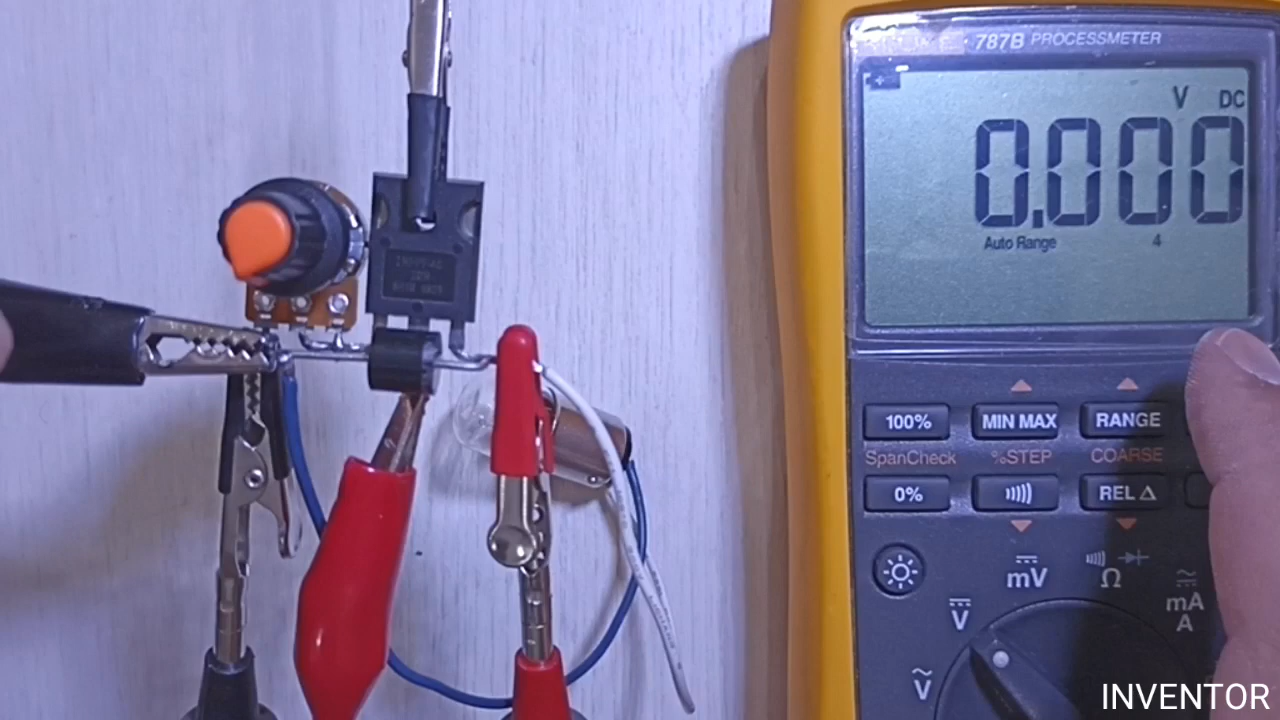 787B PROCESSMETER
V DC
0.000
Auto Range 4
100% MIN MAX RANGE
SpanCheck %STEP COARSE
0% REL Δ
mV Ω
V mA
A
V
INVENTOR